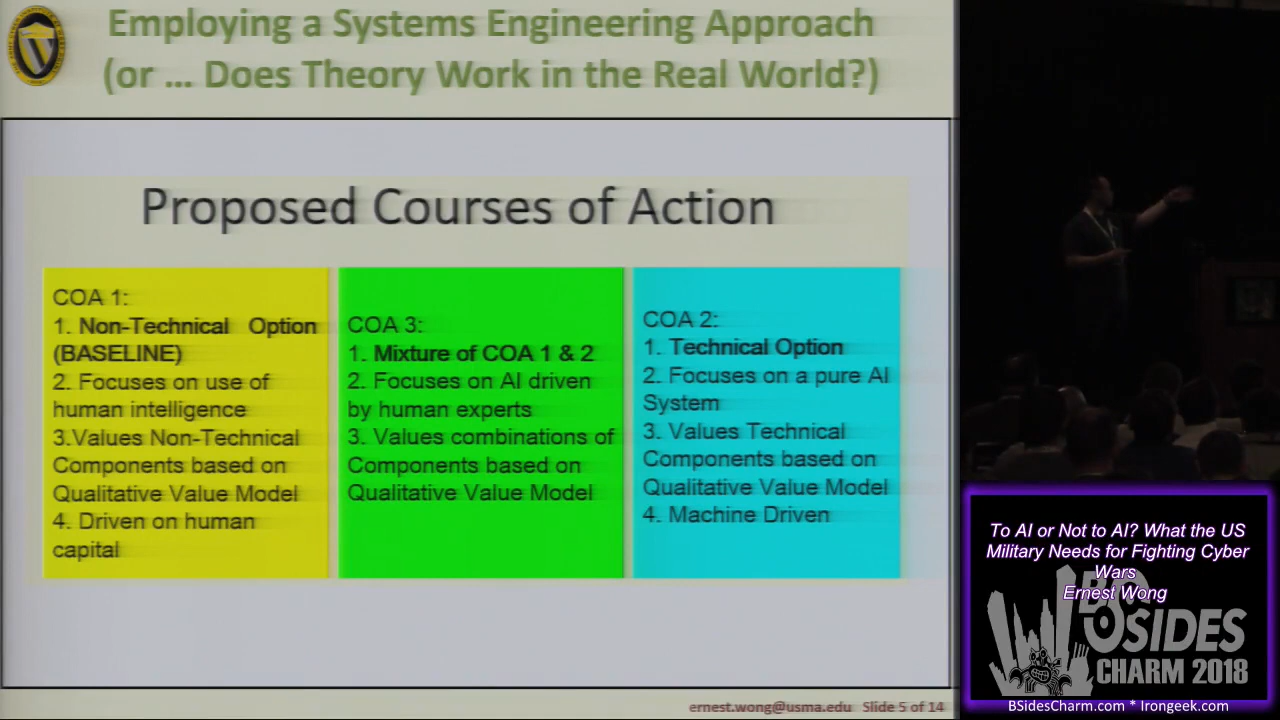 Employing a Systems Engineering Approach
(or ... Does Theory Work in the Real World?)
Proposed Courses of Action
COA 1:
1. Non-Technical Option
(BASELINE)
2. Focuses on use of
human intelligence
3.Values Non-Technical
Components based on
Qualitative Value Model
4. Driven on human
capital
COA 3:
1. Mixture of COA 1 & 2
2. Focuses on AI driven
by human experts
3. Values combinations of
Components based on
Qualitative Value Model
COA 2:
1. Technical Option
2. Focuses on a pure AI
System
3. Values Technical
Components based on
Qualitative Value Model
4. Machine Driven
ernest.wong@usma.edu Slide 5 of 14
To AI or Not to AI? What the US
Military Needs for Fighting Cyber
Wars
Ernest Wong
BSIDES
CHARM 2018
BSidesCharm.com * Irongeek.com